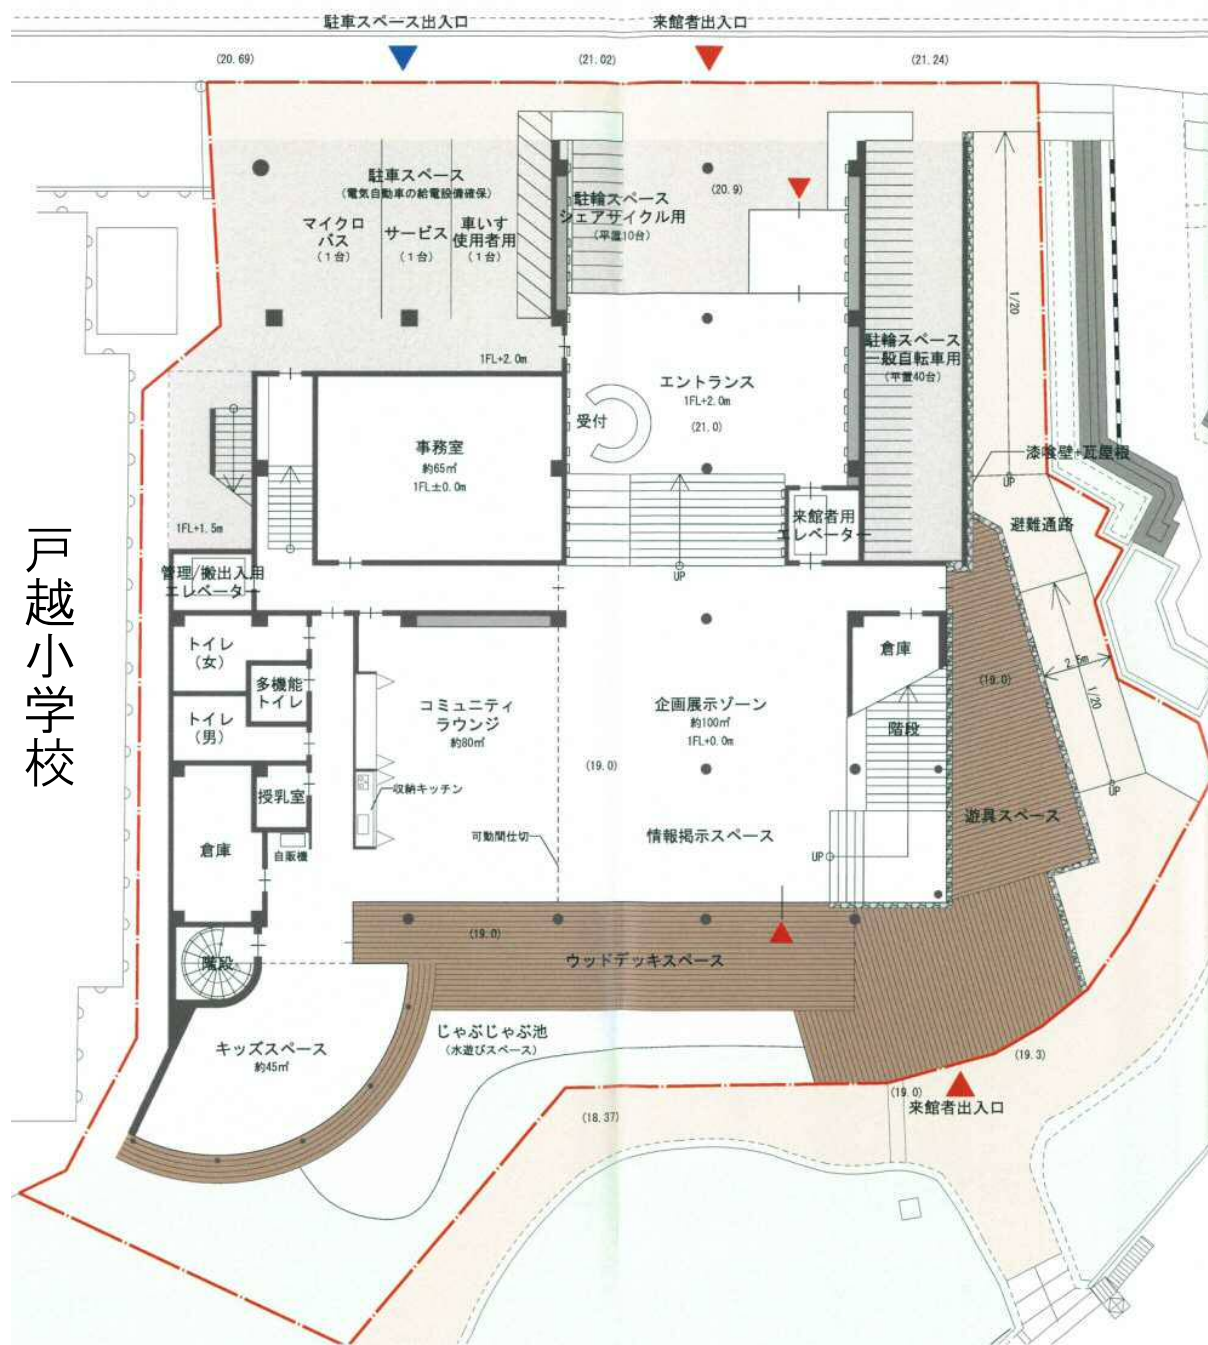 駐車スペース出入口
来館者出入口
(20.69)
(21.02)
(21.24)
駐車スペース
(電気自動車の給電設備確保)
マイクロ
バス
(1台)
サービス
(1台)
車いす
使用者用
(1台)
駐輪スペース
シェアサイクル用
(平置10台)
(20.9)
1/20
1FL+2.0m
駐輪スペース
一般自転車用
(平置40台)
エントランス
1FL+2.0m
(21.0)
受付
事務室
約65㎡
1FL±0.0m
漆喰壁+瓦屋根
UP
避難通路
来館者用
エレベーター
1FL+1.5m
UP
管理/搬出入用
エレベーター
戸越小学校
トイレ
(女)
多機能
トイレ
トイレ
(男)
倉庫
2.5m
1/20
(19.0)
コミュニティ
ラウンジ
約80㎡
企画展示ゾーン
約100㎡
1FL+0.0m
階段
(19.0)
授乳室
収納キッチン
UP
遊具スペース
倉庫
自販機
可動間仕切
情報掲示スペース
UP
(19.0)
階段
ウッドデッキスペース
じゃぶじゃぶ池
(水遊びスペース)
キッズスペース
約45㎡
(19.3)
(19.0)
来館者出入口
(18.37)